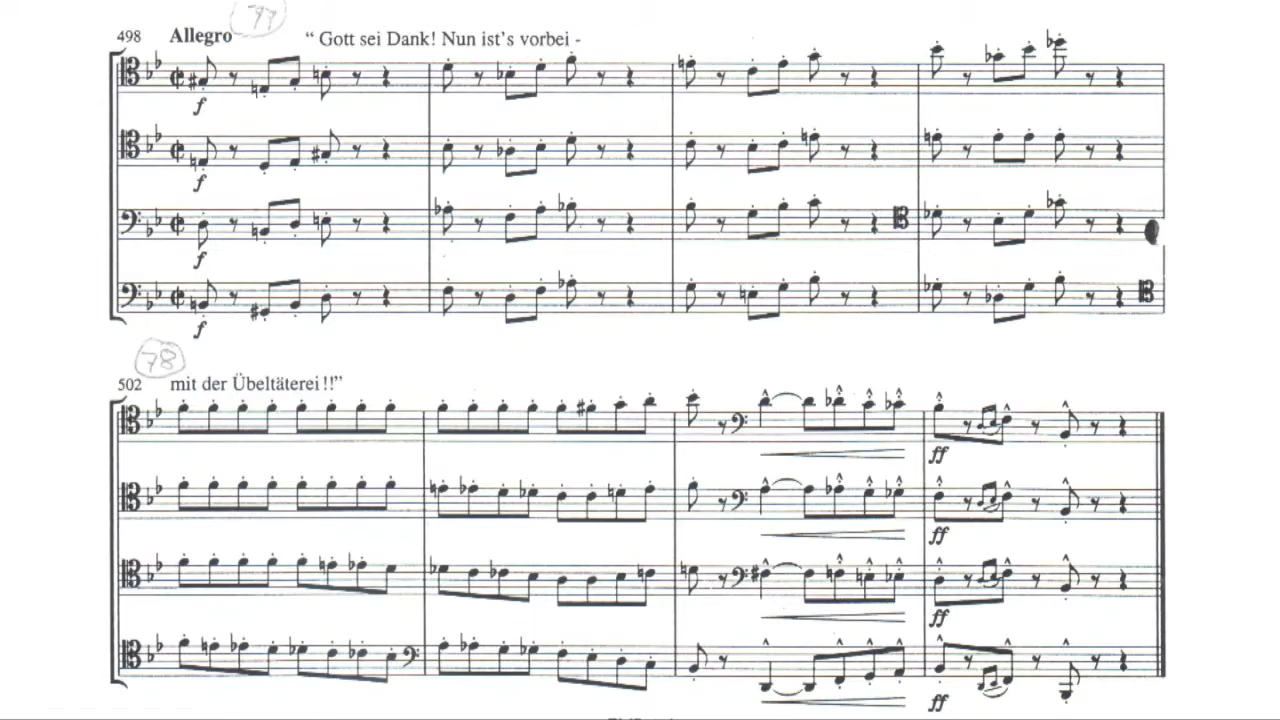 77
498 Allegro " Gott sei Dank! Nun ist's vorbei -
f
f
f
f
78
502 mit der Übeltäterei!!"
ff
ff
ff
ff